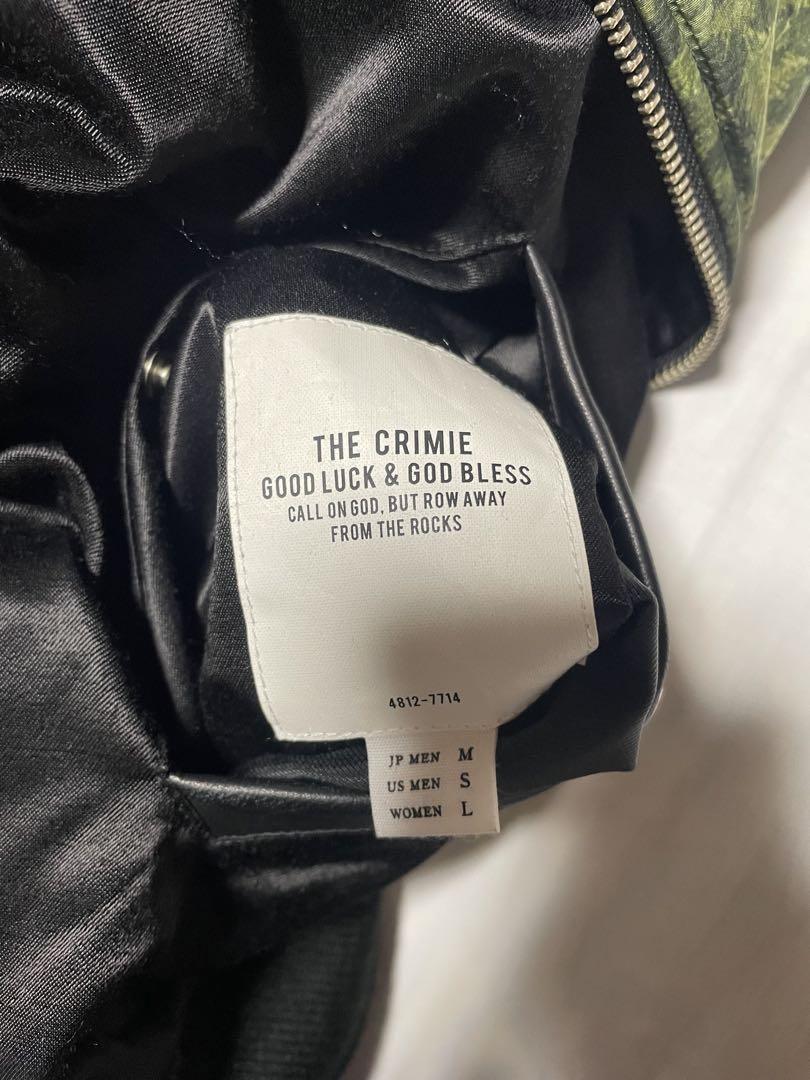 THE CRIMIE
GOOD LUCK & GOD BLESS
CALL ON GOD, BUT ROW AWAY
FROM THE ROCKS
4812-7714
JP MEN M
US MEN S
WOMEN L